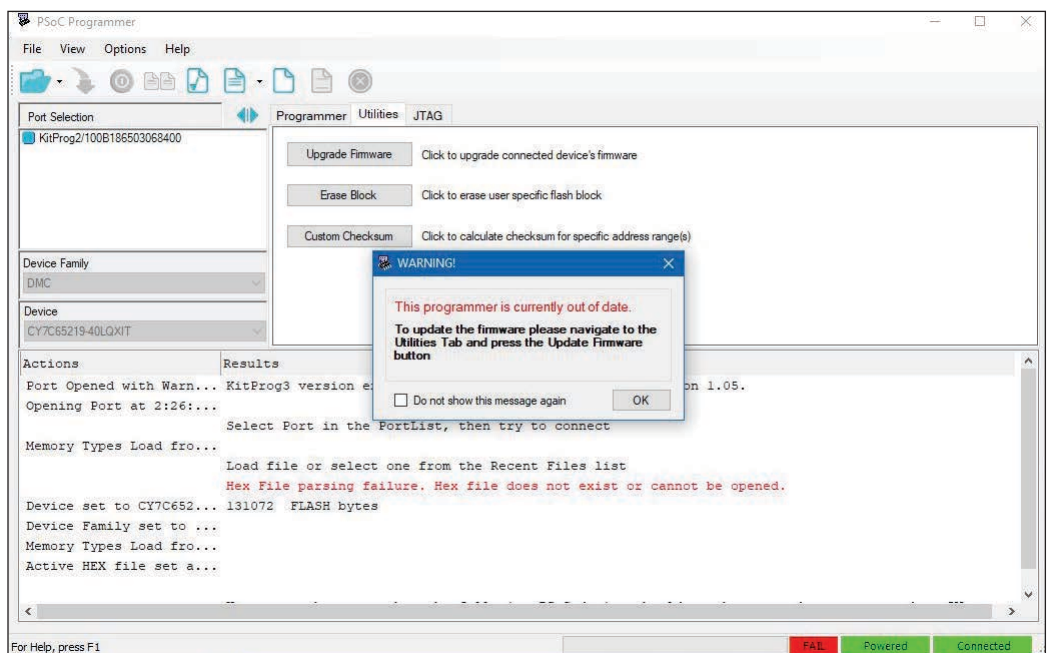 PSoC Programmer
File View Options Help
Port Selection
Programmer Utilities JTAG
KitProg2/100B186503068400
Upgrade Firmware Click to upgrade connected device's firmware
Erase Block Click to erase user specific flash block
Custom Checksum Click to calculate checksum for specific address range(s)
Device Family
DMC
Device
CY7C65219-40LQXIT
WARNING!
This programmer is currently out of date.
To update the firmware please navigate to the
Utilities Tab and press the Update Firmware
button
Do not show this message again OK
Actions Results
Port Opened with Warn... KitProg3 version e on 1.05.
Opening Port at 2:26:...
Select Port in the PortList, then try to connect
Memory Types Load fro...
Load file or select one from the Recent Files list
Hex File parsing failure. Hex file does not exist or cannot be opened.
Device set to CY7C652... 131072 FLASH bytes
Device Family set to ...
Memory Types Load fro...
Active HEX file set a...
For Help, press F1
FAIL Powered Connected